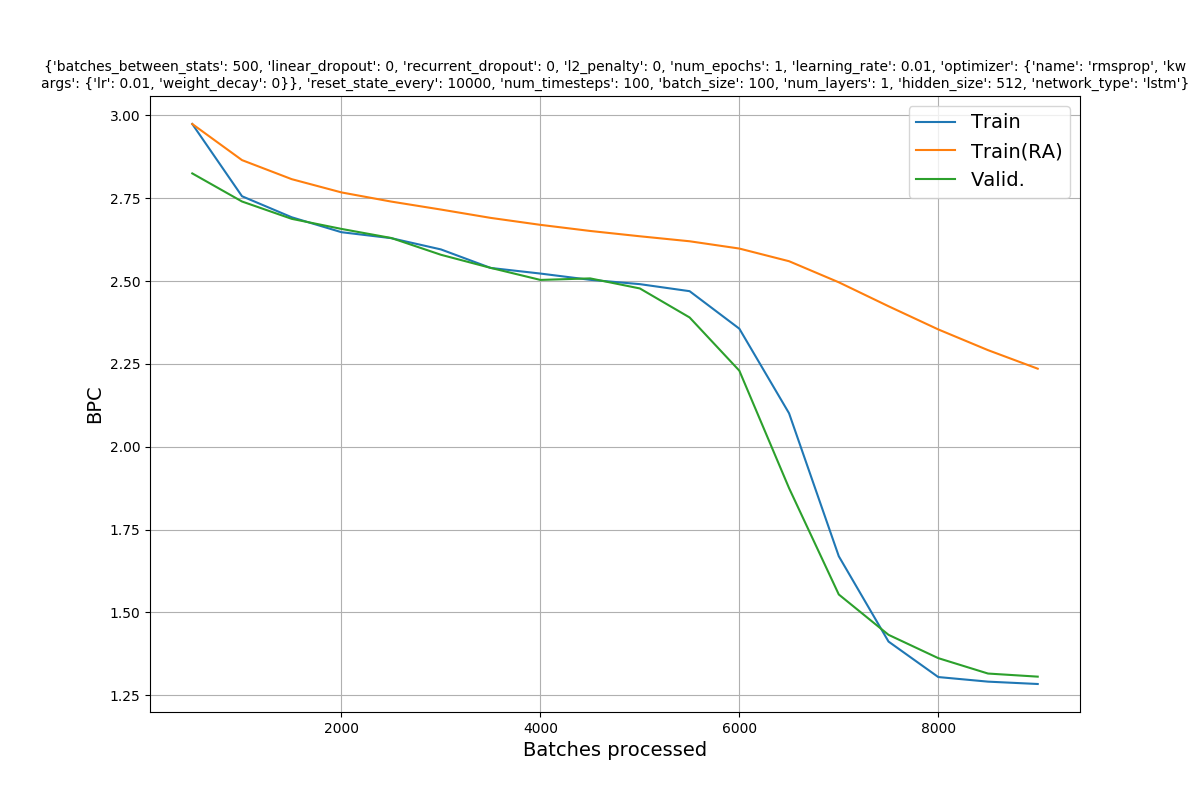 {'batches_between_stats': 500, 'linear_dropout': 0, 'recurrent_dropout': 0, 'l2_penalty': 0, 'num_epochs': 1, 'learning_rate': 0.01, 'optimizer': {'name': 'rmsprop', 'kw
args': {'lr': 0.01, 'weight_decay': 0}}, 'reset_state_every': 10000, 'num_timesteps': 100, 'batch_size': 100, 'num_layers': 1, 'hidden_size': 512, 'network_type': 'lstm'}
Train
Train(RA)
Valid.
3.00
2.75
2.50
2.25
2.00
1.75
1.50
1.25
BPC
2000 4000 6000 8000
Batches processed